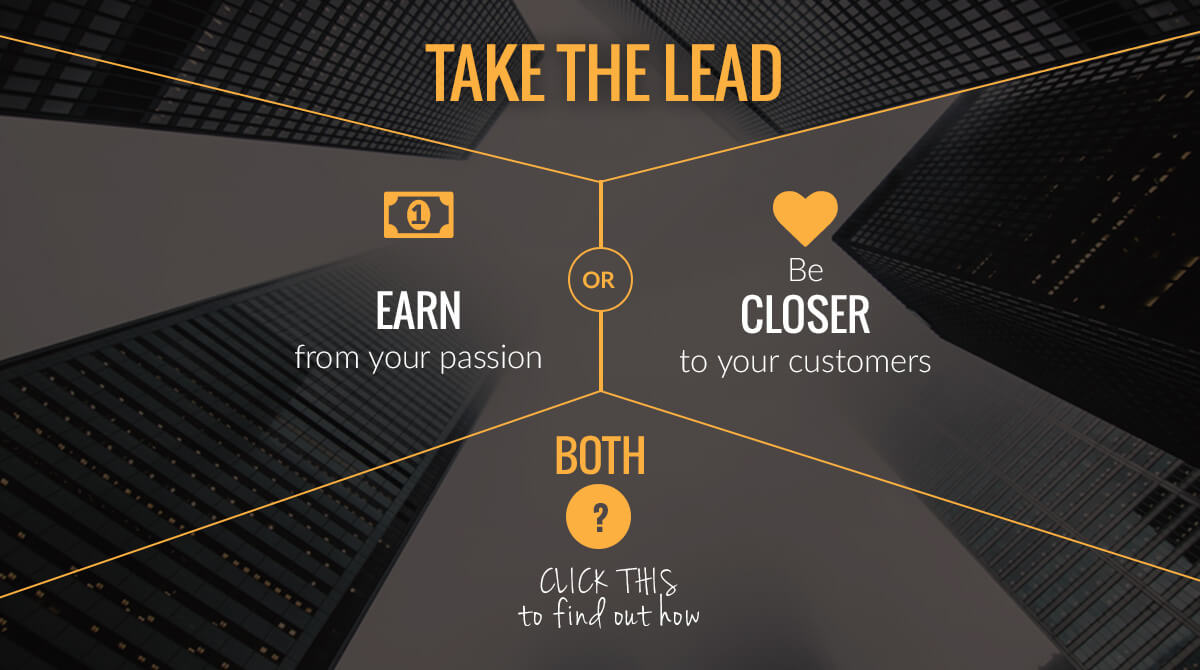 TAKE THE LEAD
1
EARN
from your passion
OR
Be
CLOSER
to your customers
BOTH
?
CLICK THIS
to find out how